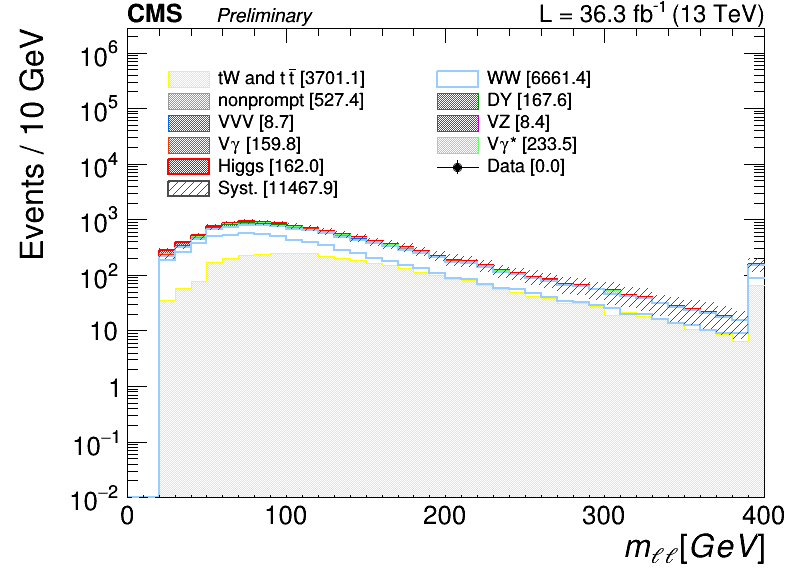 CMS Preliminary L = 36.3 fb⁻¹ (13 TeV)
Events / 10 GeV
10⁶
10⁵
10⁴
10³
10²
10
1
10⁻¹
10⁻²
tW and tt̄ [3701.1]
nonprompt [527.4]
VVV [8.7]
Vγ [159.8]
Higgs [162.0]
Syst. [11467.9]
WW [6661.4]
DY [167.6]
VZ [8.4]
Vγ* [233.5]
Data [0.0]
0 100 200 300 400
mℓℓ[GeV]